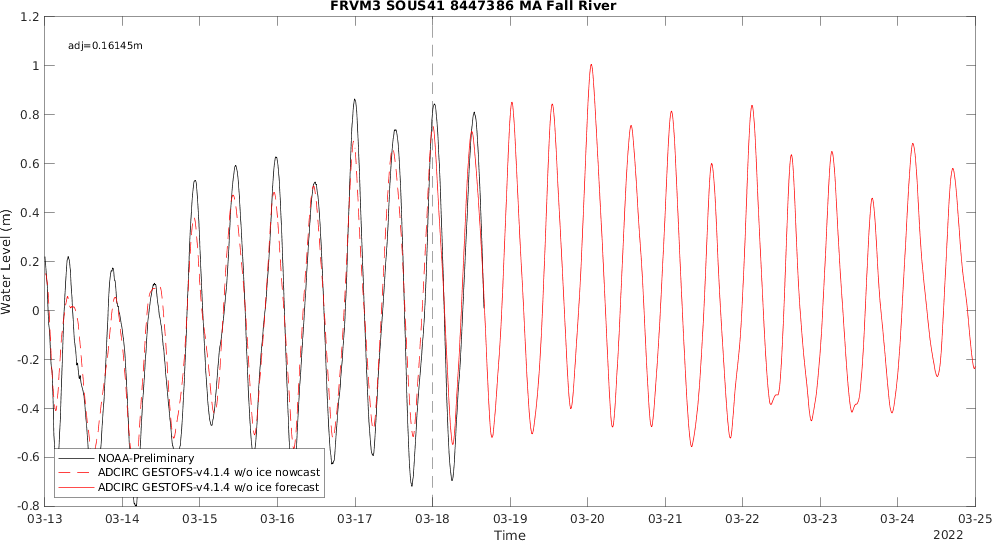 FRVM3 SOUS41 8447386 MA Fall River
adj=0.16145m
Water Level (m)
1.2
1
0.8
0.6
0.4
0.2
0
-0.2
-0.4
-0.6
-0.8
NOAA-Preliminary
ADCIRC GESTOFS-v4.1.4 w/o ice nowcast
ADCIRC GESTOFS-v4.1.4 w/o ice forecast
03-13 03-14 03-15 03-16 03-17 03-18 03-19 03-20 03-21 03-22 03-23 03-24 03-25
Time
2022